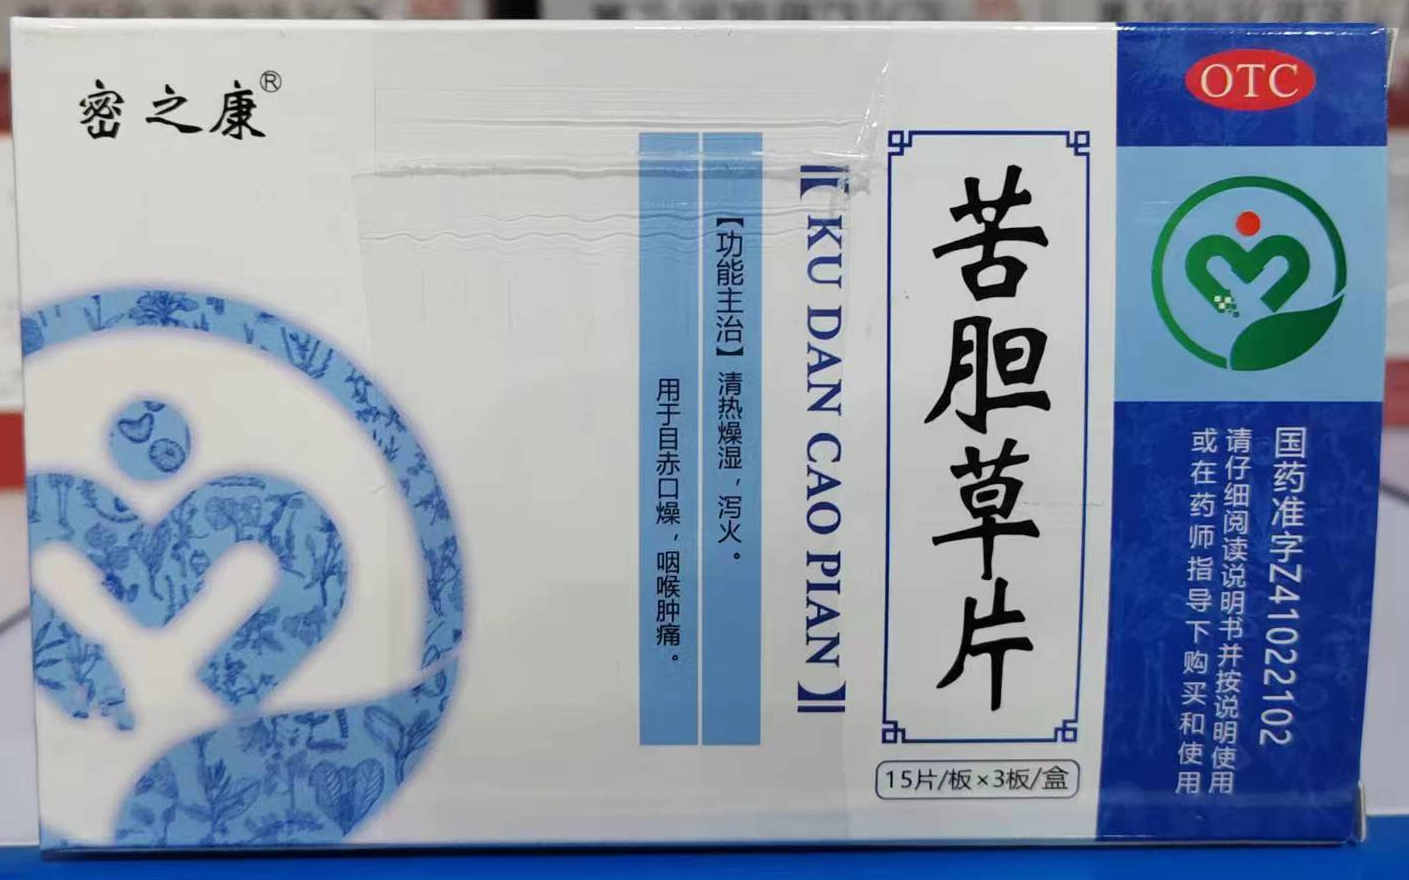 密之康®
OTC
国药准字Z41022102
请仔细阅读说明书并按说明使用
或在药师指导下购买和使用
苦胆草片
【KU DAN CAO PIAN】
【功能主治】清热燥湿，泻火。
用于目赤口燥，咽喉肿痛。
15片/板×3板/盒